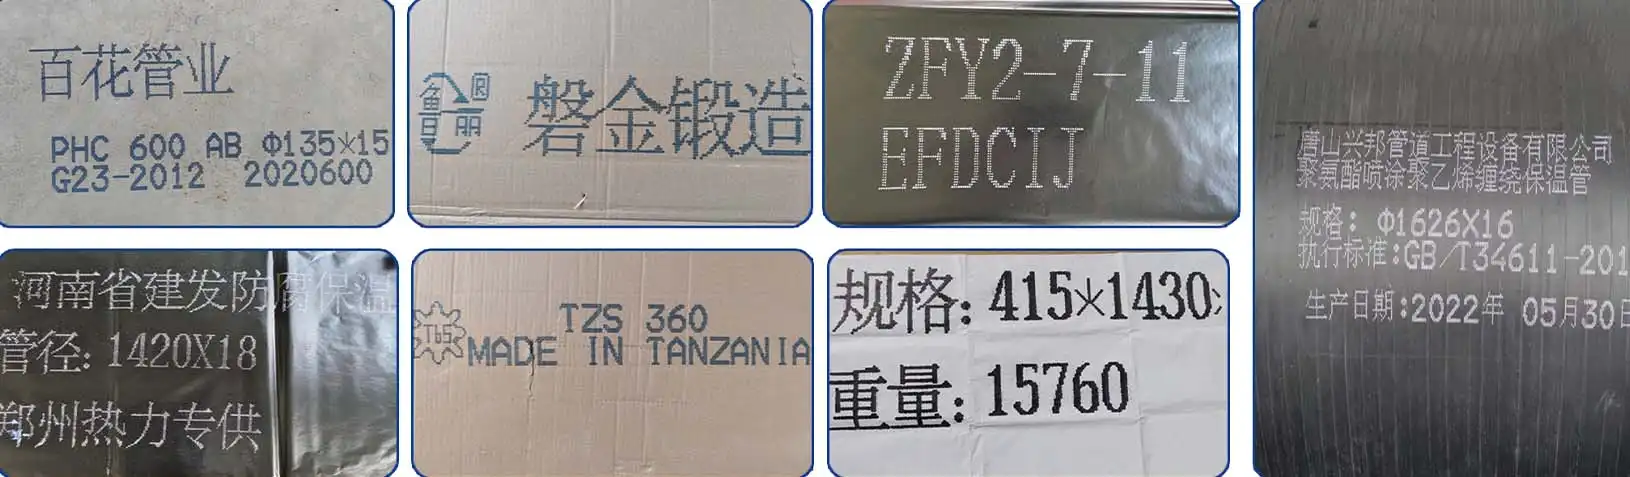 百花管业
PHC 600 AB Φ135×15
G23-2012 2020600
鱼日丽
®
磐金锻造
ZFY2-7-11
EFDCIJ
唐山兴邦管道工程设备有限公司
聚氨酯喷涂聚乙烯缠绕保温管
规格: Φ1626X16
执行标准:GB/T34611-201
生产日期:2022年 05月30日
河南省建发防腐保温
管径: 1420X18
郑州热力专供
TZS 360
MADE IN TANZANIA
规格: 415×1430
重量: 15760